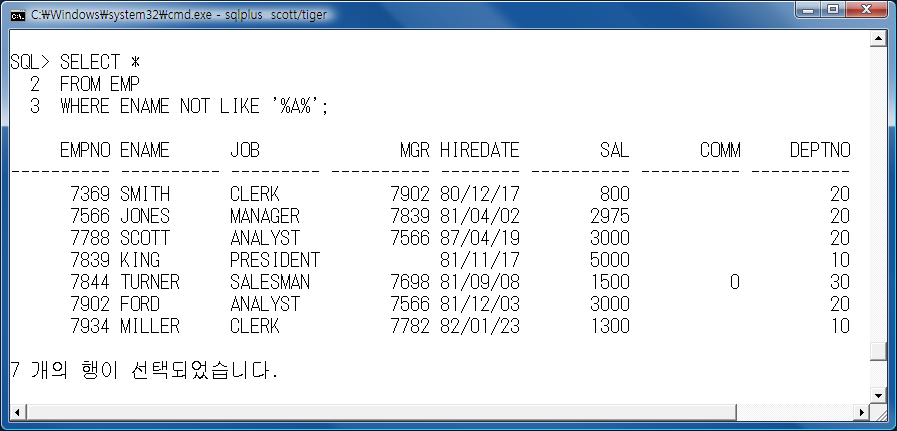 C:\Windows\system32\cmd.exe - sqlplus  scott/tiger
SQL> SELECT *
  2  FROM EMP
  3  WHERE ENAME NOT LIKE '%A%';
     EMPNO ENAME      JOB              MGR HIREDATE        SAL       COMM     DEPTNO
---------- ---------- --------- ---------- -------- ---------- ---------- ----------
      7369 SMITH      CLERK           7902 80/12/17        800                    20
      7566 JONES      MANAGER         7839 81/04/02       2975                    20
      7788 SCOTT      ANALYST         7566 87/04/19       3000                    20
      7839 KING       PRESIDENT            81/11/17       5000                    10
      7844 TURNER     SALESMAN        7698 81/09/08       1500          0         30
      7902 FORD       ANALYST         7566 81/12/03       3000                    20
      7934 MILLER     CLERK           7782 82/01/23       1300                    10
7 개의 행이 선택되었습니다.